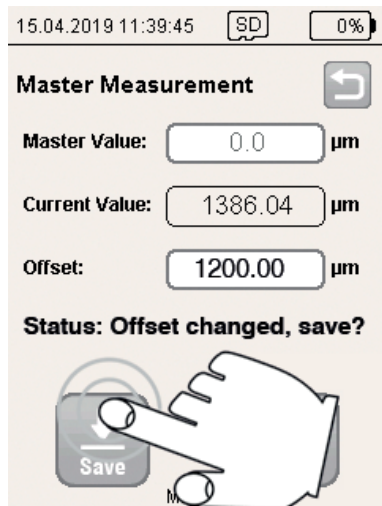 15.04.2019 11:39:45 SD 0%
Master Measurement
Master Value: 0.0 µm
Current Value: 1386.04 µm
Offset: 1200.00 µm
Status: Offset changed, save?
Save
M